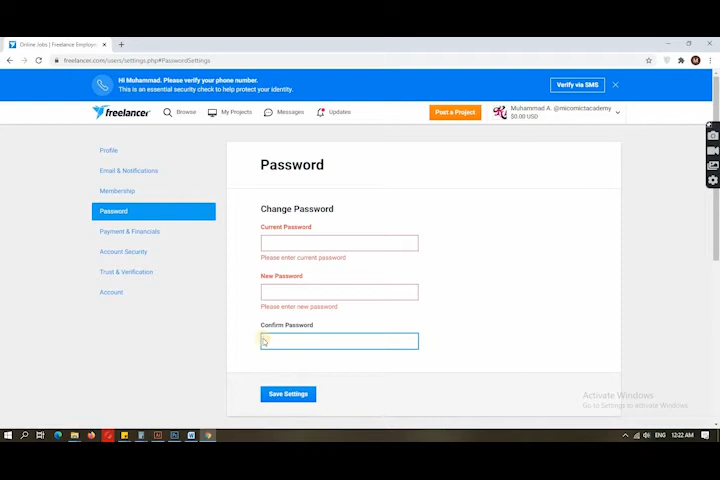 Online Jobs | Freelance Employm
freelancer.com/users/settings.php#PasswordSettings
M
Hi Muhammad. Please verify your phone number.
This is an essential security check to help protect your identity.
Verify via SMS
freelancer
Browse
My Projects
Messages
Updates
Post a Project
Muhammad A. @micomictacademy
$0.00 USD
Profile
Email & Notifications
Membership
Password
Payment & Financials
Account Security
Trust & Verification
Account
Password
Change Password
Current Password
Please enter current password
New Password
Please enter new password
Confirm Password
Save Settings
Activate Windows
Go to Settings to activate Windows.
ENG
12:22 AM